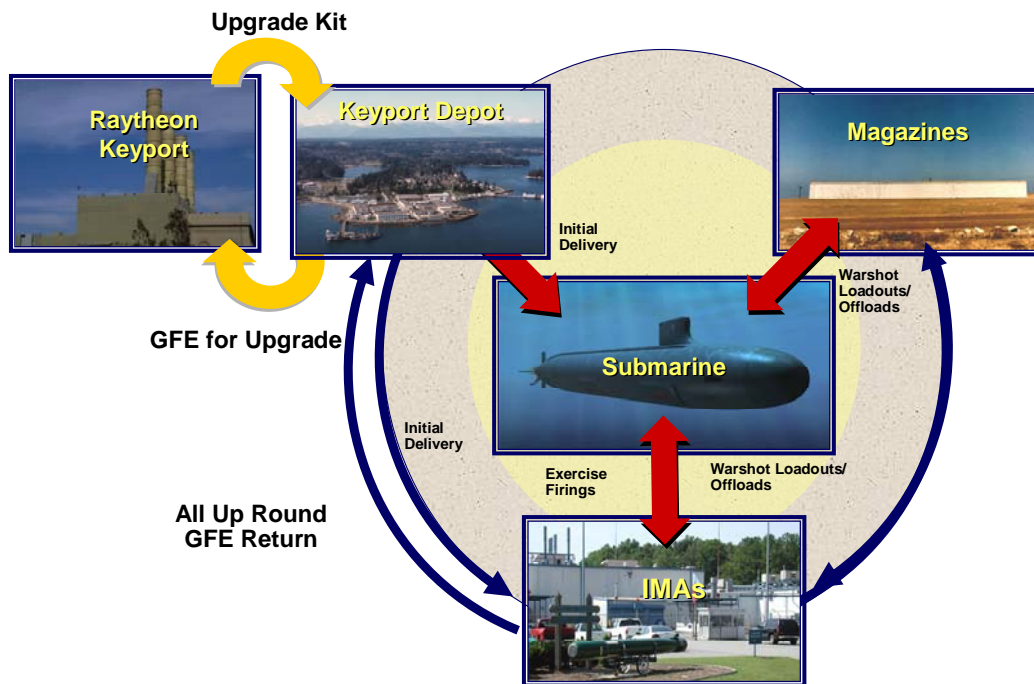 Upgrade Kit
Raytheon
Keyport
Keyport Depot
Magazines
Initial
Delivery
Warshot
Loadouts/
Offloads
GFE for Upgrade
Submarine
Initial
Delivery
Exercise
Firings
Warshot Loadouts/
Offloads
All Up Round
GFE Return
IMAs